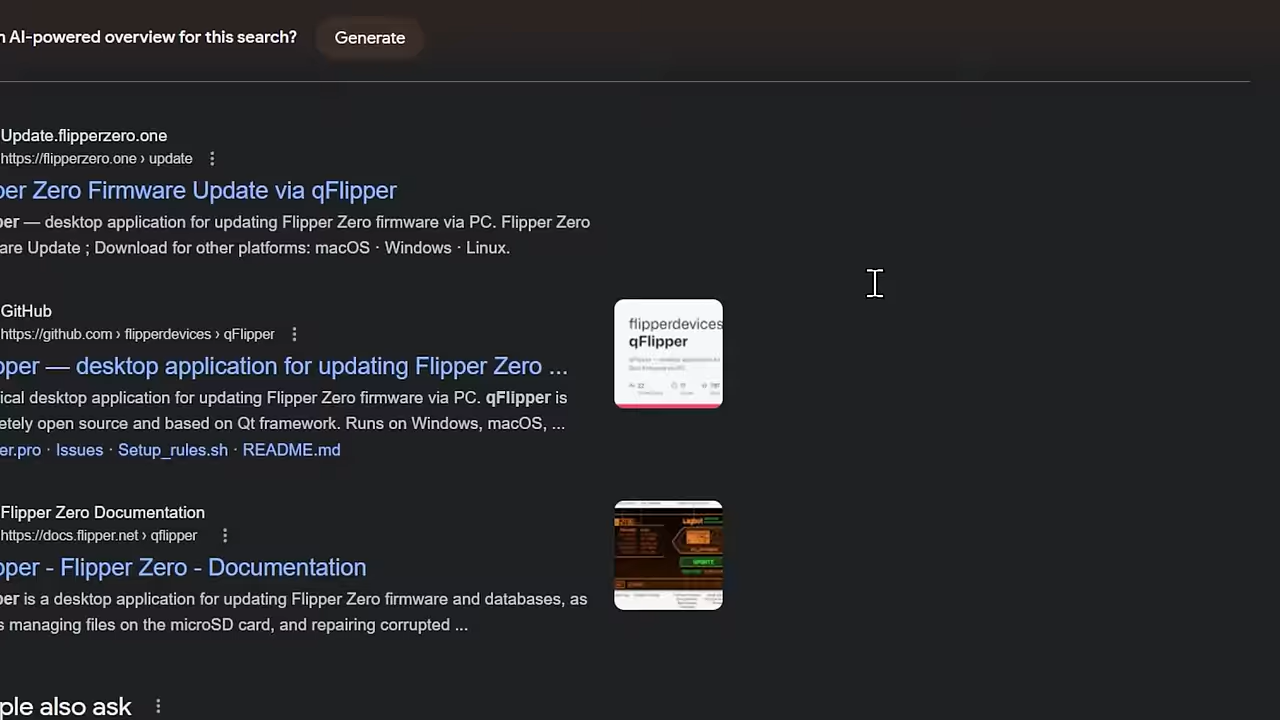 n AI-powered overview for this search?
Generate
Update.flipperzero.one
https://flipperzero.one › update
per Zero Firmware Update via qFlipper
per — desktop application for updating Flipper Zero firmware via PC. Flipper Zero
are Update ; Download for other platforms: macOS · Windows · Linux.
GitHub
https://github.com › flipperdevices › qFlipper
pper — desktop application for updating Flipper Zero ...
ical desktop application for updating Flipper Zero firmware via PC. qFlipper is
etely open source and based on Qt framework. Runs on Windows, macOS, ...
er.pro · Issues · Setup_rules.sh · README.md
flipperdevices
qFlipper
Flipper Zero Documentation
https://docs.flipper.net › qflipper
pper - Flipper Zero - Documentation
per is a desktop application for updating Flipper Zero firmware and databases, as
s managing files on the microSD card, and repairing corrupted ...
UPDATE
ple also ask